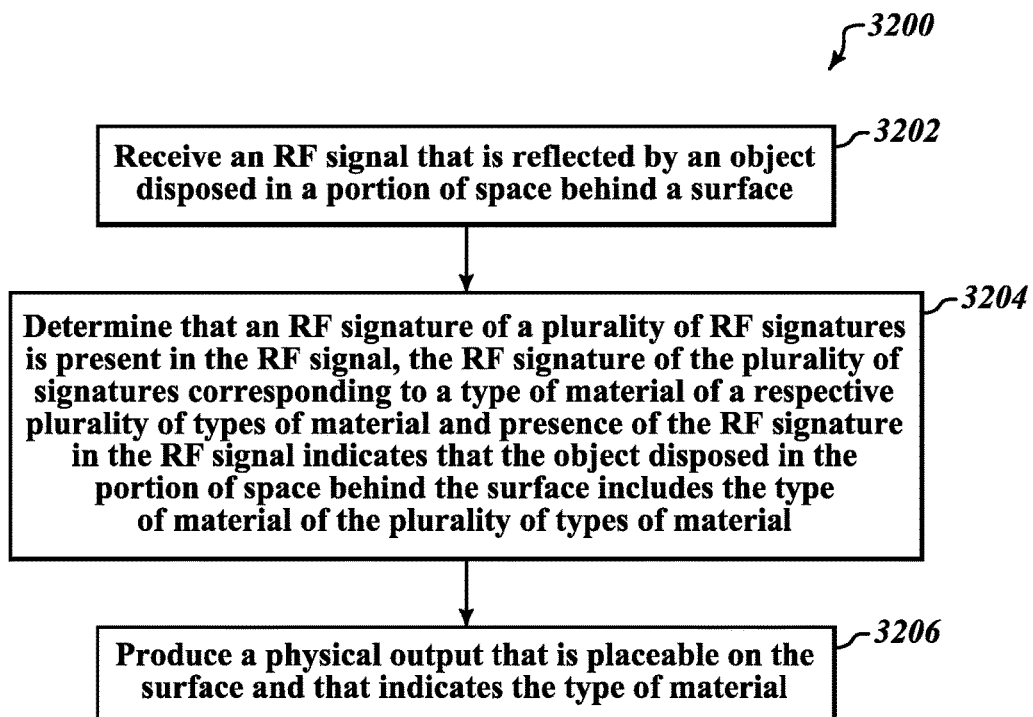 3200
3202
Receive an RF signal that is reflected by an object
disposed in a portion of space behind a surface
3204
Determine that an RF signature of a plurality of RF signatures
is present in the RF signal, the RF signature of the plurality of
signatures corresponding to a type of material of a respective
plurality of types of material and presence of the RF signature
in the RF signal indicates that the object disposed in the
portion of space behind the surface includes the type
of material of the plurality of types of material
3206
Produce a physical output that is placeable on the
surface and that indicates the type of material